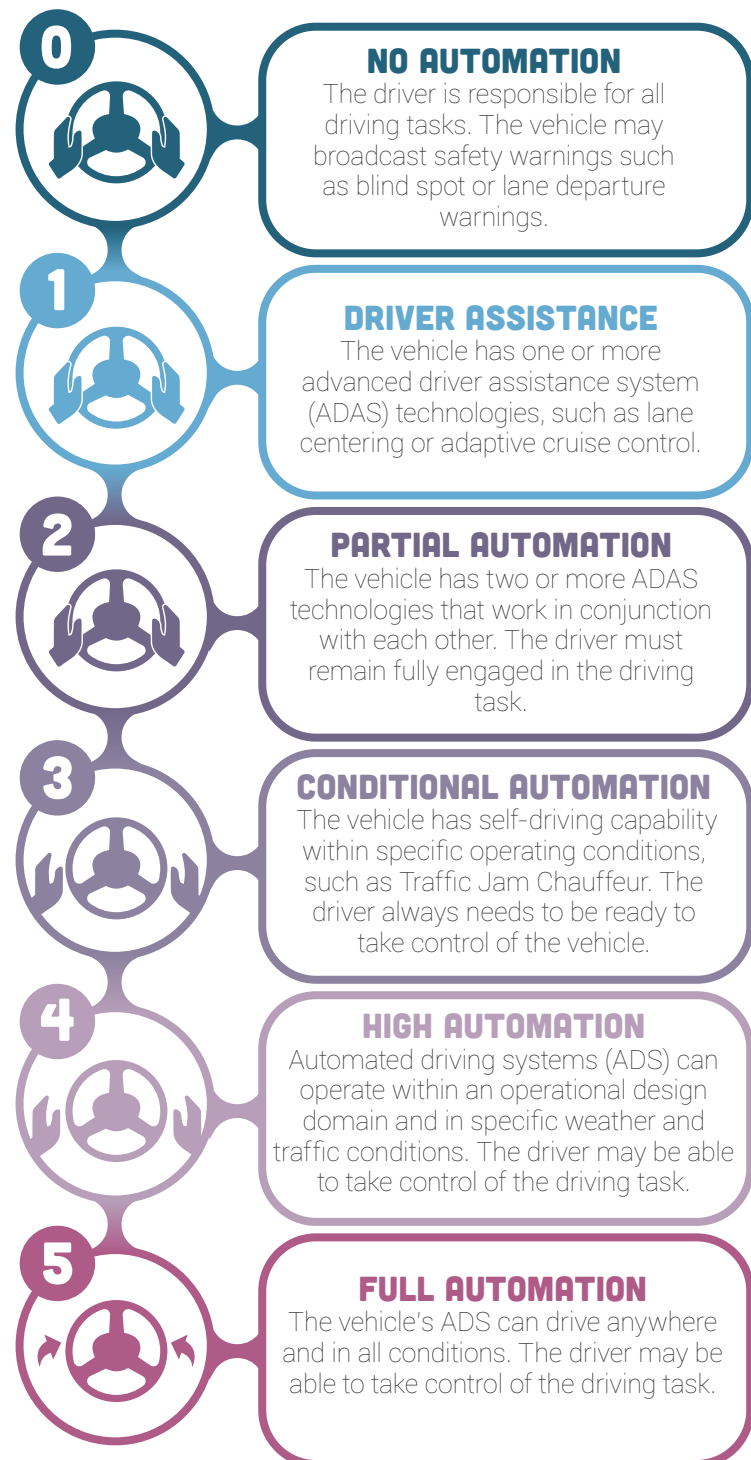 0
NO AUTOMATION
The driver is responsible for all
driving tasks. The vehicle may
broadcast safety warnings such
as blind spot or lane departure
warnings.
1
DRIVER ASSISTANCE
The vehicle has one or more
advanced driver assistance system
(ADAS) technologies, such as lane
centering or adaptive cruise control.
2
PARTIAL AUTOMATION
The vehicle has two or more ADAS
technologies that work in conjunction
with each other. The driver must
remain fully engaged in the driving
task.
3
CONDITIONAL AUTOMATION
The vehicle has self-driving capability
within specific operating conditions,
such as Traffic Jam Chauffeur. The
driver always needs to be ready to
take control of the vehicle.
4
HIGH AUTOMATION
Automated driving systems (ADS) can
operate within an operational design
domain and in specific weather and
traffic conditions. The driver may be able
to take control of the driving task.
5
FULL AUTOMATION
The vehicle's ADS can drive anywhere
and in all conditions. The driver may be
able to take control of the driving task.